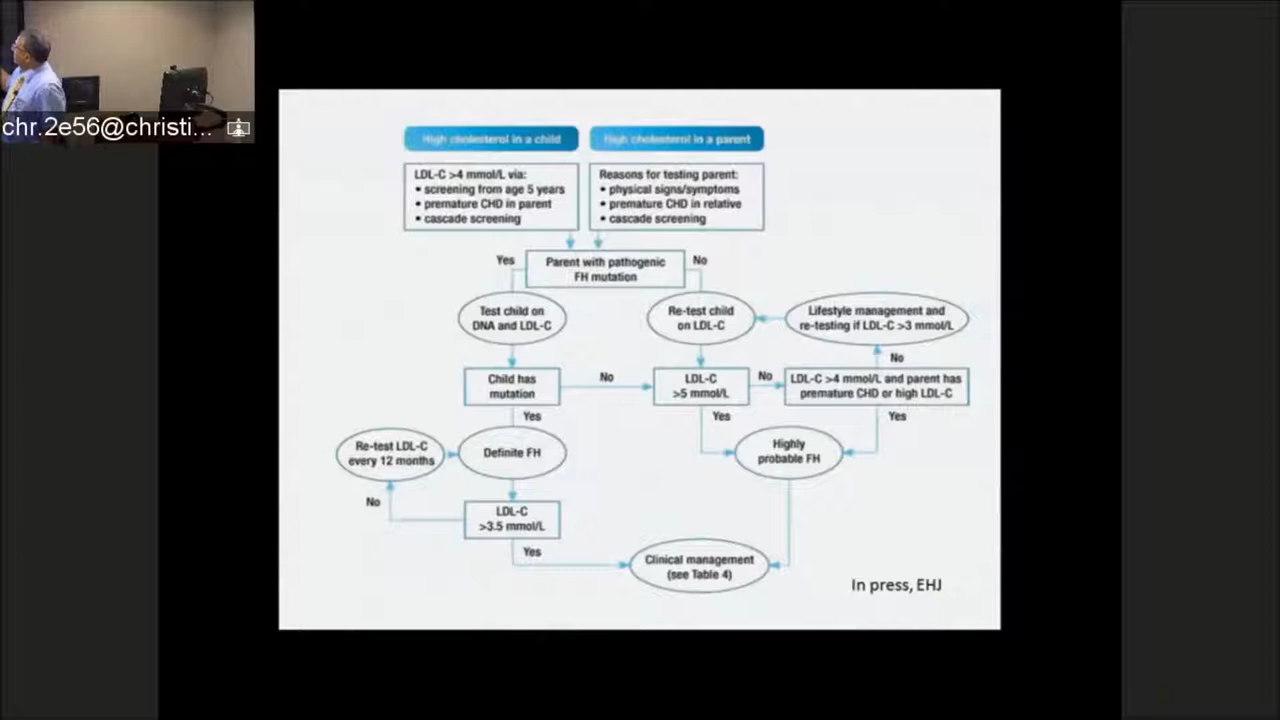 chr.2e56@christi...
High cholesterol in a child
High cholesterol in a parent
LDL-C >4 mmol/L via:
• screening from age 5 years
• premature CHD in parent
• cascade screening
Reasons for testing parent:
• physical signs/symptoms
• premature CHD in relative
• cascade screening
Yes
Parent with pathogenic
FH mutation
No
Test child on
DNA and LDL-C
Re-test child
on LDL-C
Lifestyle management and
re-testing if LDL-C >3 mmol/L
No
Child has
mutation
No
LDL-C
>5 mmol/L
No
LDL-C >4 mmol/L and parent has
premature CHD or high LDL-C
Yes
Yes
Yes
Re-test LDL-C
every 12 months
Definite FH
Highly
probable FH
No
LDL-C
>3.5 mmol/L
Yes
Clinical management
(see Table 4)
In press, EHJ